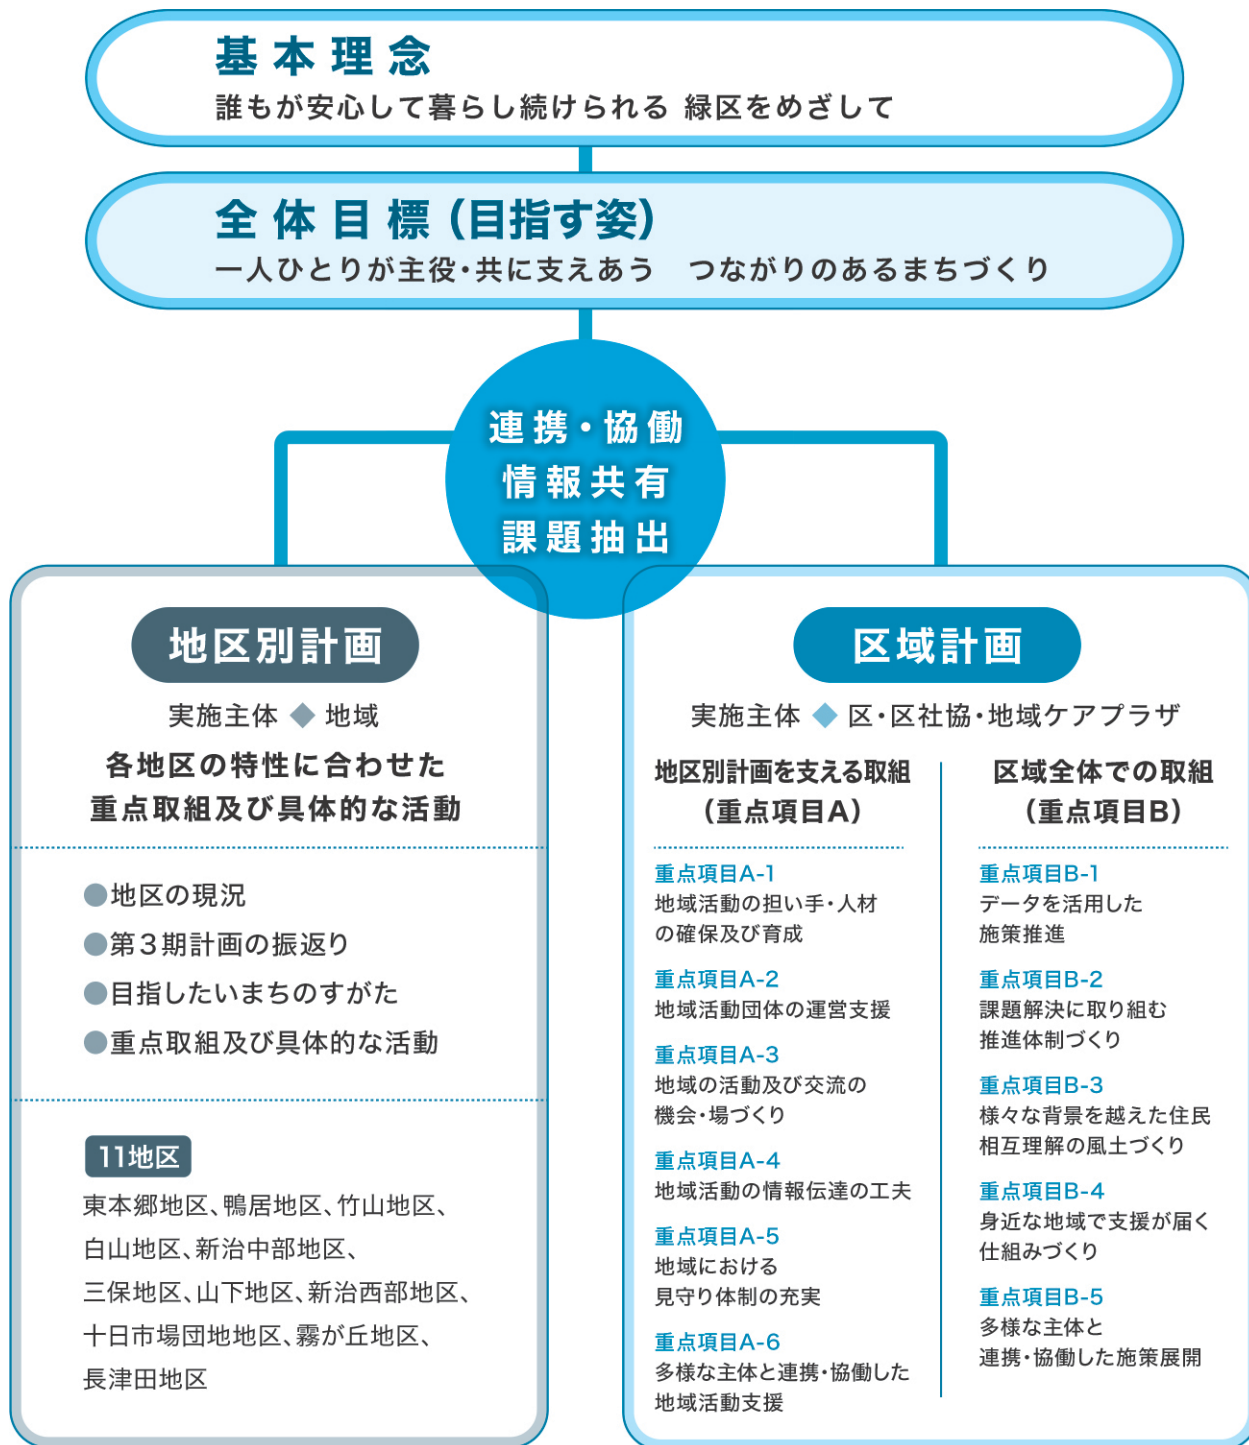 基本理念
誰もが安心して暮らし続けられる 緑区をめざして
全体目標(目指す姿)
一人ひとりが主役・共に支えあう　つながりのあるまちづくり
連携・協働
情報共有
課題抽出
地区別計画
実施主体 ◆ 地域
各地区の特性に合わせた
重点取組及び具体的な活動
●地区の現況
●第3期計画の振返り
●目指したいまちのすがた
●重点取組及び具体的な活動
11地区
東本郷地区、鴨居地区、竹山地区、
白山地区、新治中部地区、
三保地区、山下地区、新治西部地区、
十日市場団地地区、霧が丘地区、
長津田地区
区域計画
実施主体 ◆ 区・区社協・地域ケアプラザ
地区別計画を支える取組
(重点項目A)
重点項目A-1
地域活動の担い手・人材
の確保及び育成
重点項目A-2
地域活動団体の運営支援
重点項目A-3
地域の活動及び交流の
機会・場づくり
重点項目A-4
地域活動の情報伝達の工夫
重点項目A-5
地域における
見守り体制の充実
重点項目A-6
多様な主体と連携・協働した
地域活動支援
区域全体での取組
(重点項目B)
重点項目B-1
データを活用した
施策推進
重点項目B-2
課題解決に取り組む
推進体制づくり
重点項目B-3
様々な背景を越えた住民
相互理解の風土づくり
重点項目B-4
身近な地域で支援が届く
仕組みづくり
重点項目B-5
多様な主体と
連携・協働した施策展開